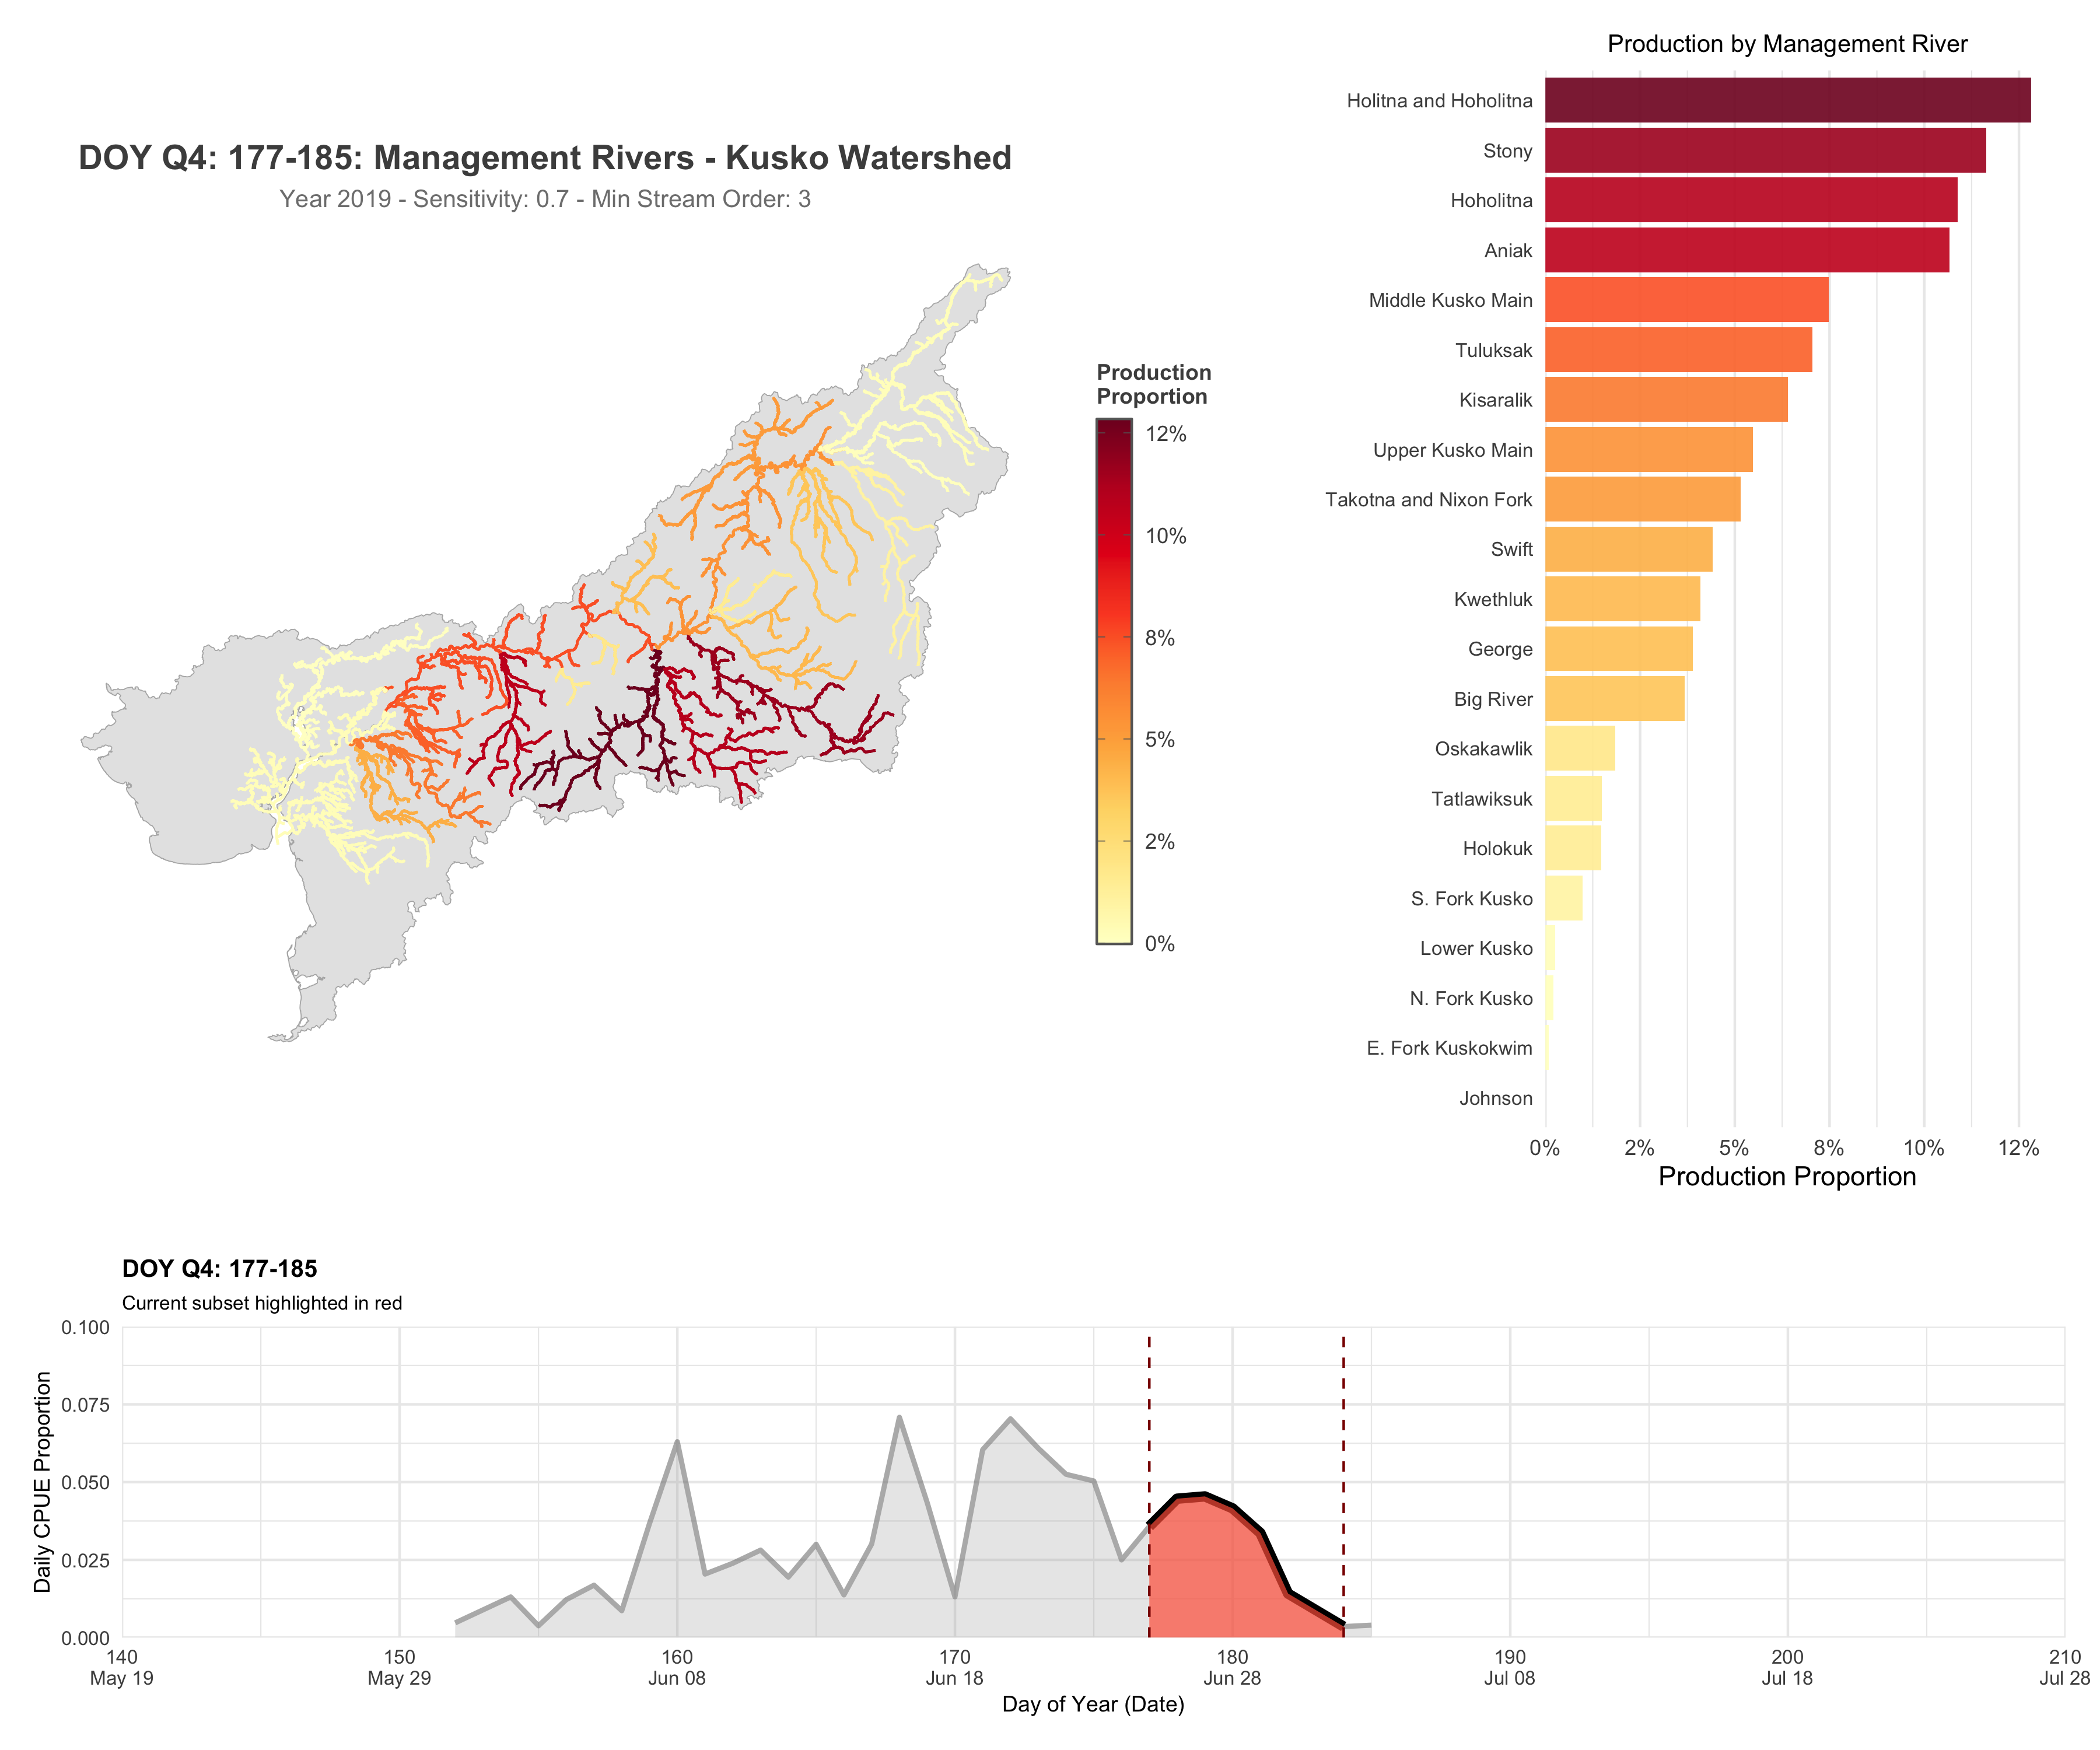 Production by Management River
Holitna and Hoholitna
Stony
Hoholitna
Aniak
Middle Kusko Main
Tuluksak
Kisaralik
Upper Kusko Main
Takotna and Nixon Fork
Swift
Kwethluk
George
Big River
Oskakawlik
Tatlawiksuk
Holokuk
S. Fork Kusko
Lower Kusko
N. Fork Kusko
E. Fork Kuskokwim
Johnson
0% 2% 5% 8% 10% 12%
Production Proportion
DOY Q4: 177-185: Management Rivers - Kusko Watershed
Year 2019 - Sensitivity: 0.7 - Min Stream Order: 3
Production
Proportion
12%
10%
8%
5%
2%
0%
DOY Q4: 177-185
Current subset highlighted in red
Daily CPUE Proportion
0.100
0.075
0.050
0.025
0.000
140 150 160 170 180 190 200 210
May 19 May 29 Jun 08 Jun 18 Jun 28 Jul 08 Jul 18 Jul 28
Day of Year (Date)